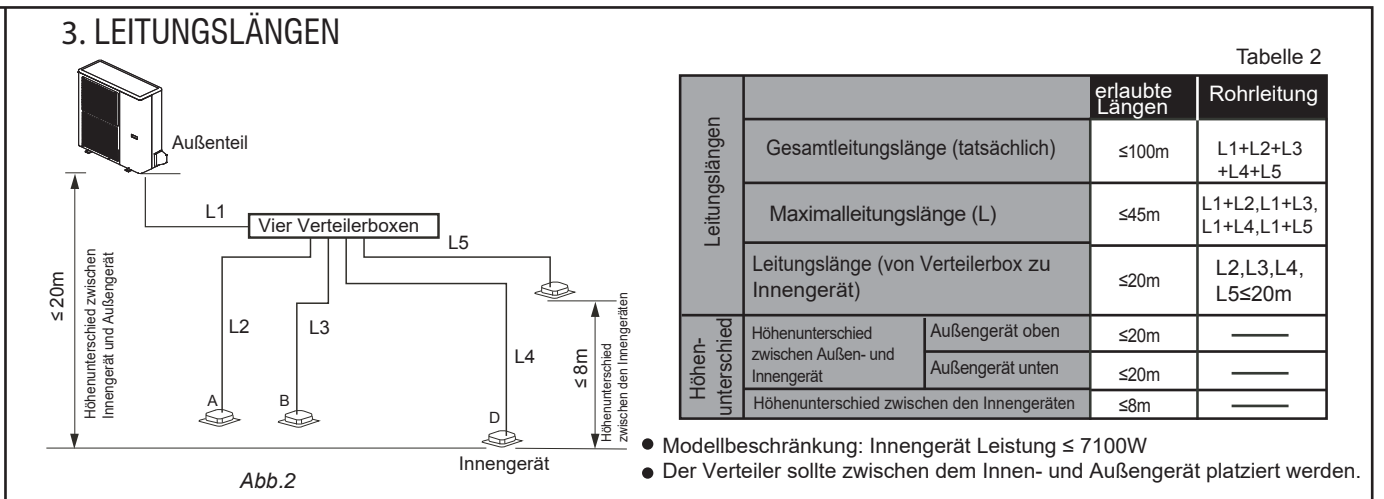 3. LEITUNGSLÄNGEN
Außenteil
L1
Vier Verteilerboxen
L5
≤20m
Höhenunterschied zwischen
Innengerät und Außengerät
L2
L3
L4
≤8m
Höhenunterschied
zwischen den Innengeräten
A
B
D
Innengerät
Abb.2
Tabelle 2
erlaubte
Längen
Rohrleitung
Leitungslängen
Gesamtleitungslänge (tatsächlich)
≤100m
L1+L2+L3
+L4+L5
Maximalleitungslänge (L)
≤45m
L1+L2,L1+L3,
L1+L4,L1+L5
Leitungslänge (von Verteilerbox zu
Innengerät)
≤20m
L2,L3,L4,
L5≤20m
Höhen-
unterschied
Höhenunterschied
zwischen Außen- und
Innengerät
Außengerät oben
≤20m
Außengerät unten
≤20m
Höhenunterschied zwischen den Innengeräten
≤8m
● Modellbeschränkung: Innengerät Leistung ≤ 7100W
● Der Verteiler sollte zwischen dem Innen- und Außengerät platziert werden.